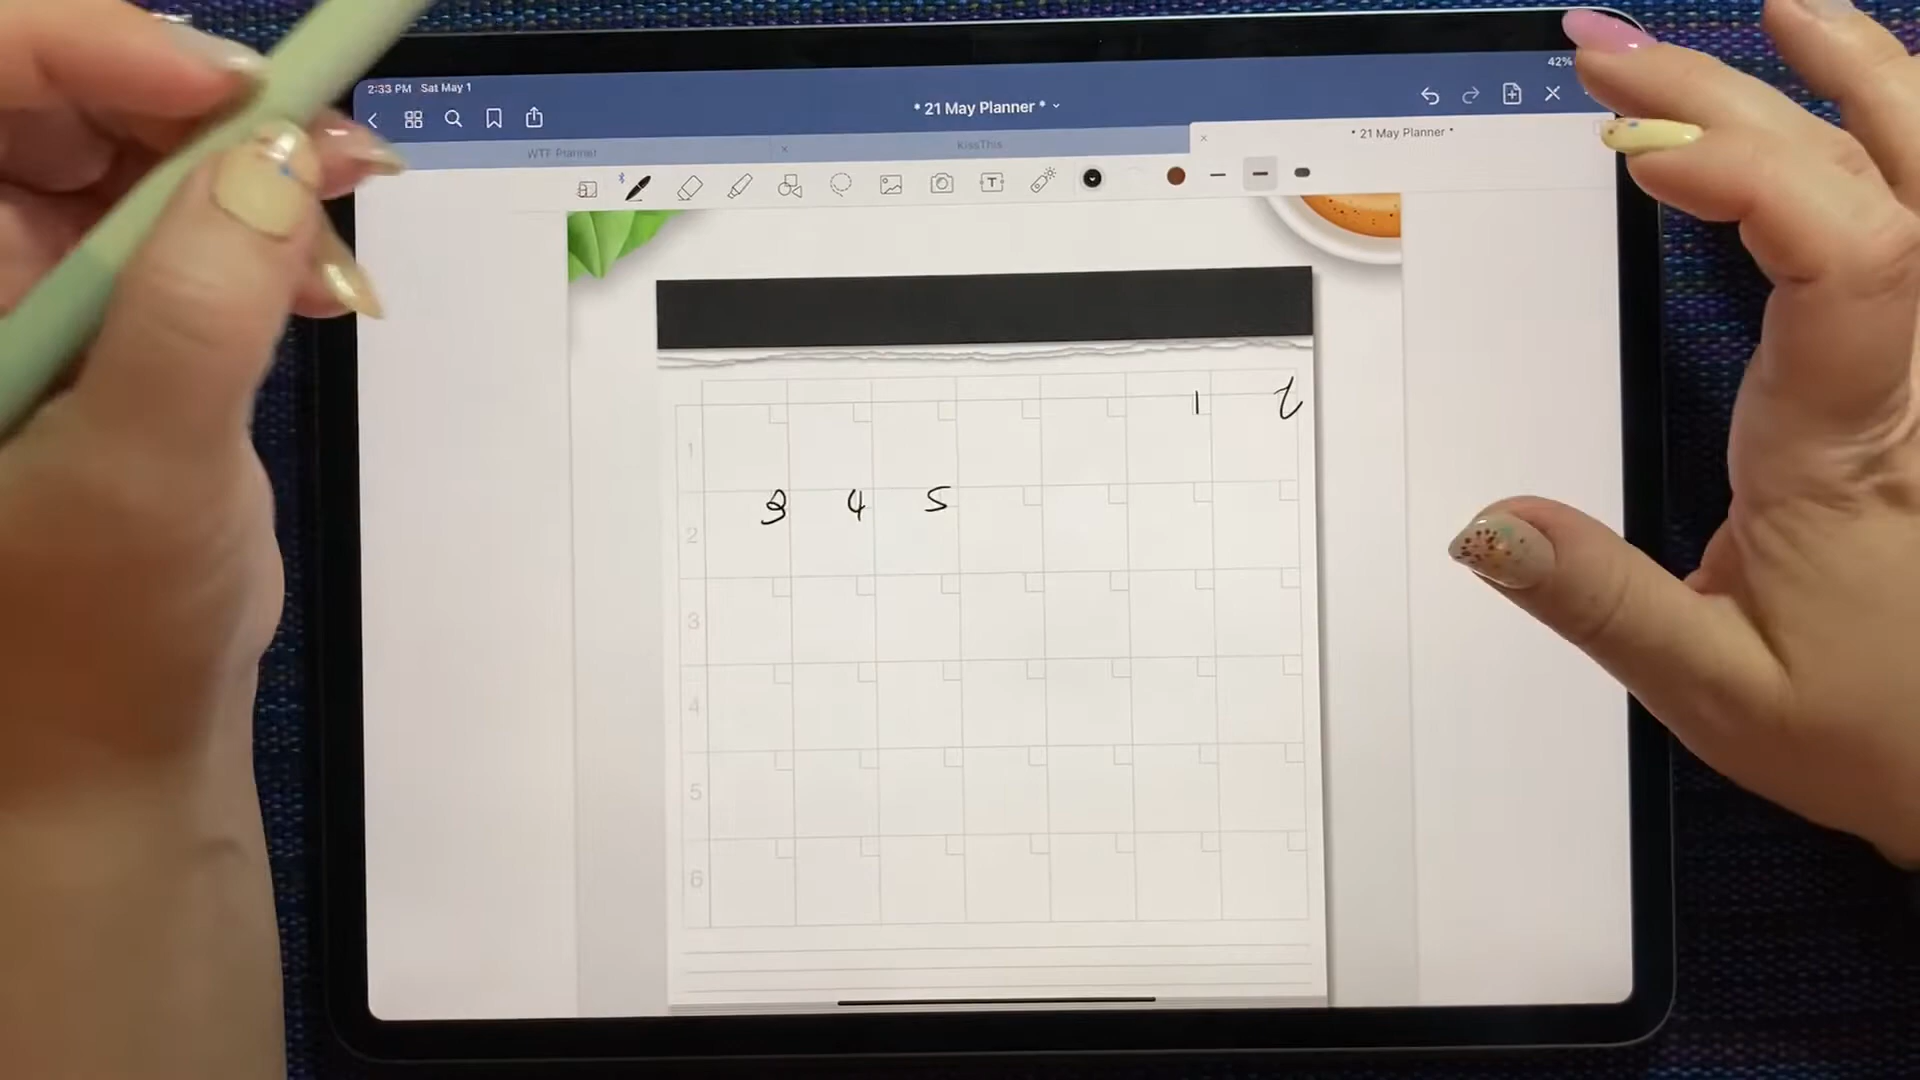 2:33 PM Sat May 1
42%
* 21 May Planner *
WTF Planner
KissThis
* 21 May Planner *
T
1 2
1
3 4 5
2
3
4
5
6